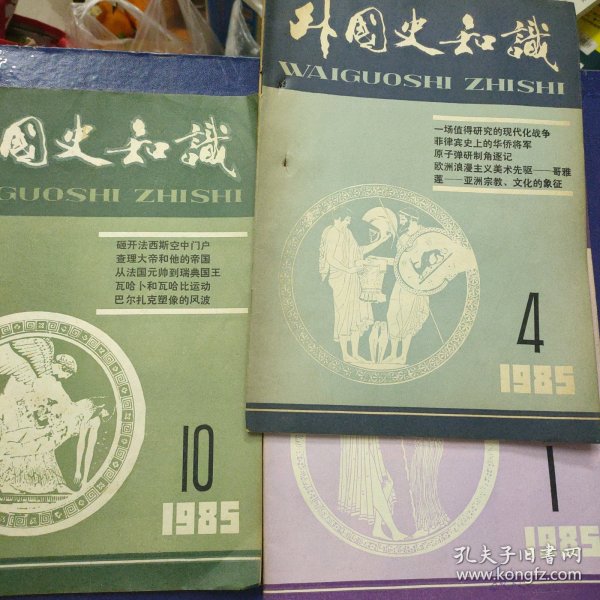 外國史知識
WAIGUOSHI ZHISHI
一场值得研究的现代化战争
菲律宾史上的华侨将军
原子弹研制角逐记
欧洲浪漫主义美术先驱——哥雅
莲——亚洲宗教、文化的象征
4
1985
國史知識
GUOSHI ZHISHI
砸开法西斯空中门户
查理大帝和他的帝国
从法国元帅到瑞典国王
瓦哈卜和瓦哈比运动
巴尔扎克塑像的风波
10
1985
1
1985
孔夫子旧书网
www.kongfz.com